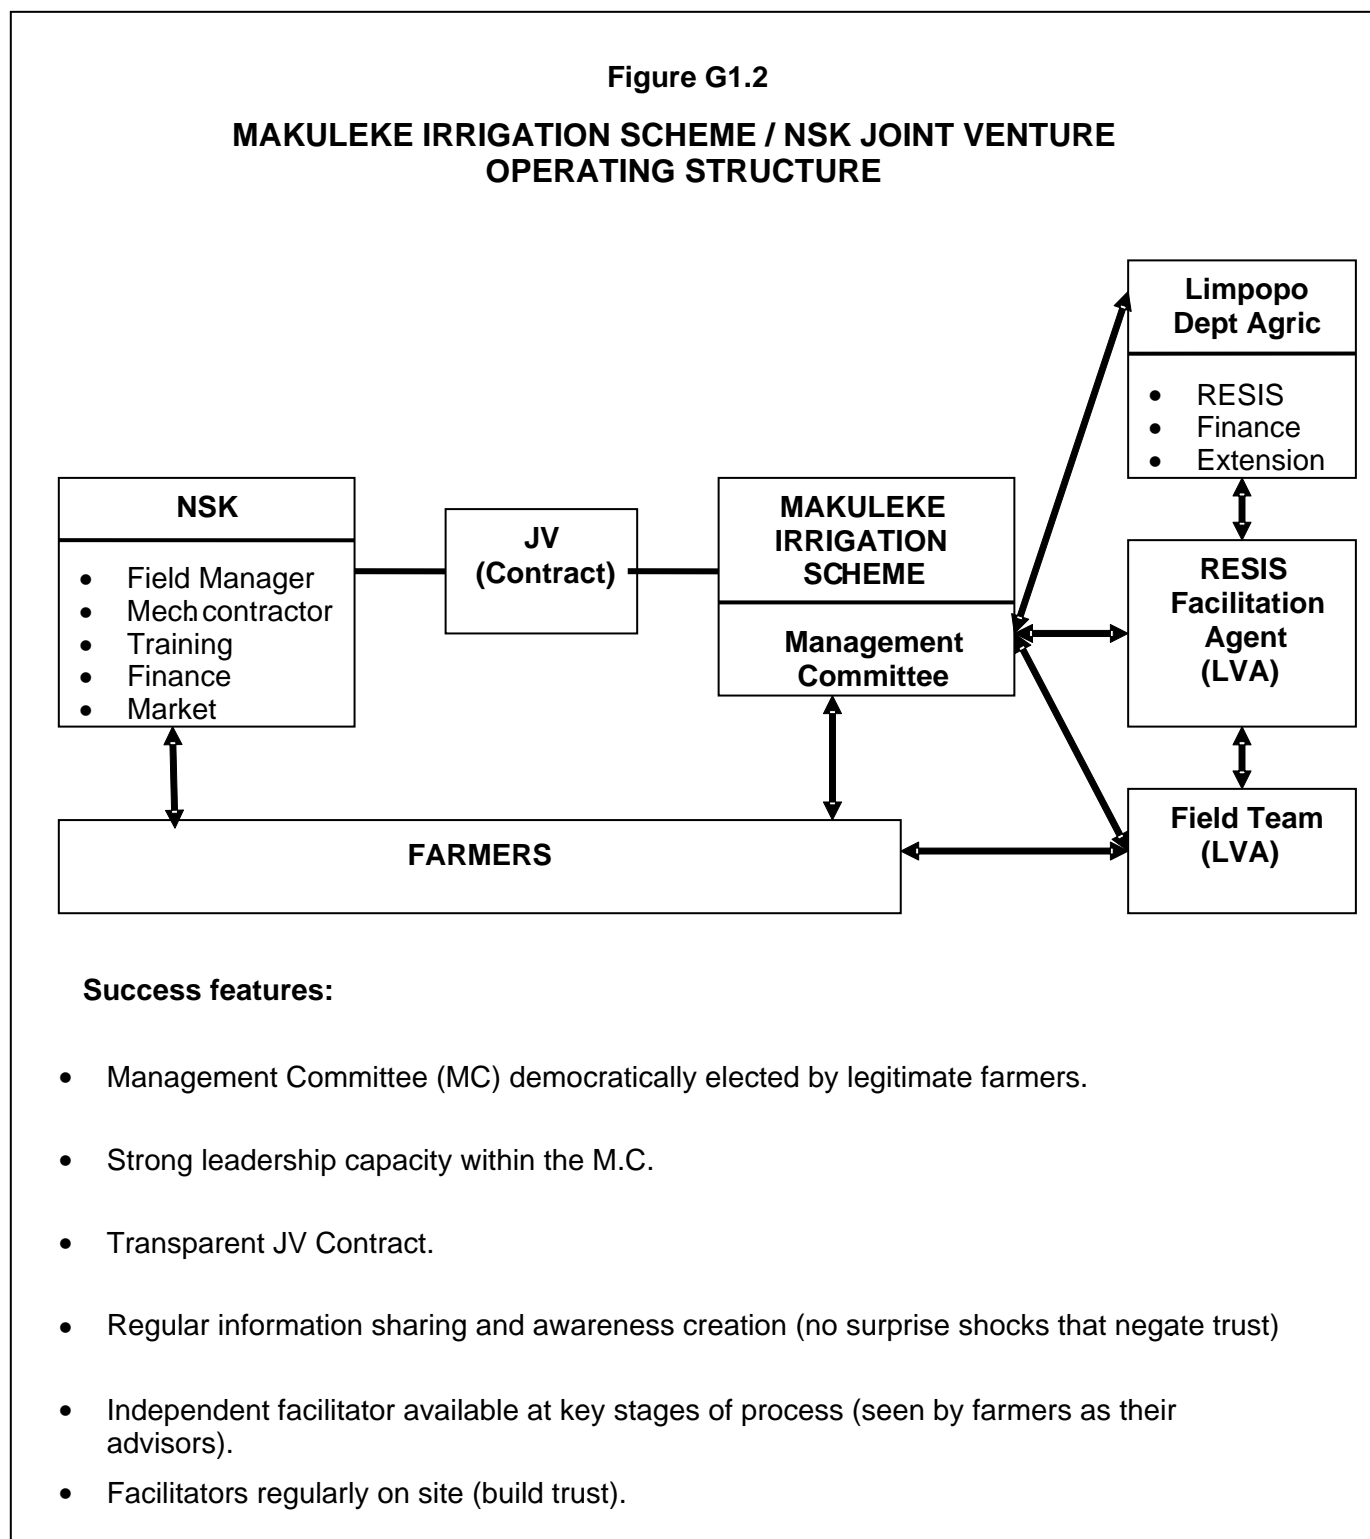 Figure G1.2
MAKULEKE IRRIGATION SCHEME / NSK JOINT VENTURE
OPERATING STRUCTURE
Limpopo
Dept Agric
• RESIS
• Finance
• Extension
NSK
• Field Manager
• Mech.contractor
• Training
• Finance
• Market
JV
(Contract)
MAKULEKE
IRRIGATION
SCHEME
Management
Committee
RESIS
Facilitation
Agent
(LVA)
FARMERS
Field Team
(LVA)
Success features:
• Management Committee (MC) democratically elected by legitimate farmers.
• Strong leadership capacity within the M.C.
• Transparent JV Contract.
• Regular information sharing and awareness creation (no surprise shocks that negate trust)
• Independent facilitator available at key stages of process (seen by farmers as their
advisors).
• Facilitators regularly on site (build trust).